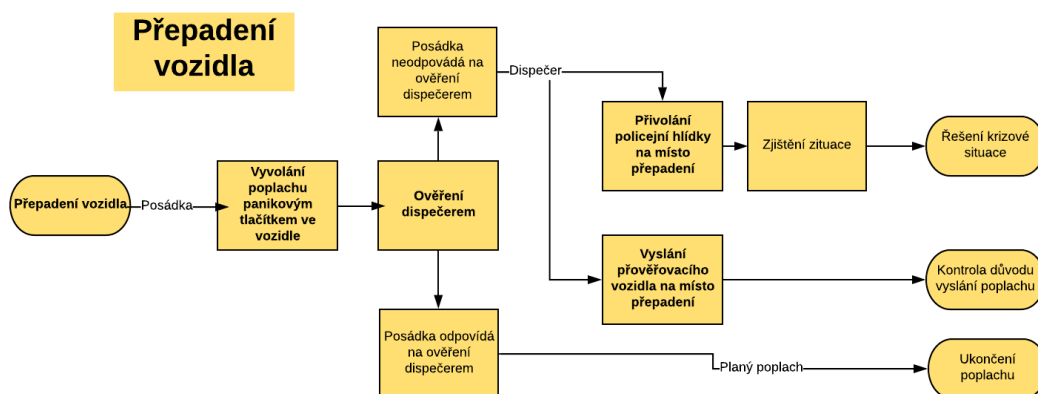 Přepadení
vozidla
Posádka
neodpovádá na
ověření
dispečerem
Dispečer
Přivolání
policejní hlídky
na místo
přepadení
Zjištění zituace
Řešení krizové
situace
Přepadení vozidla
Posádka
Vyvolání
poplachu
panikovým
tlačítkem ve
vozidle
Ověření
dispečerem
Vyslání
přověřovacího
vozidla na místo
přepadení
Kontrola důvodu
vyslání poplachu
Posádka odpovídá
na ověření
dispečerem
Planý poplach
Ukončení
poplachu